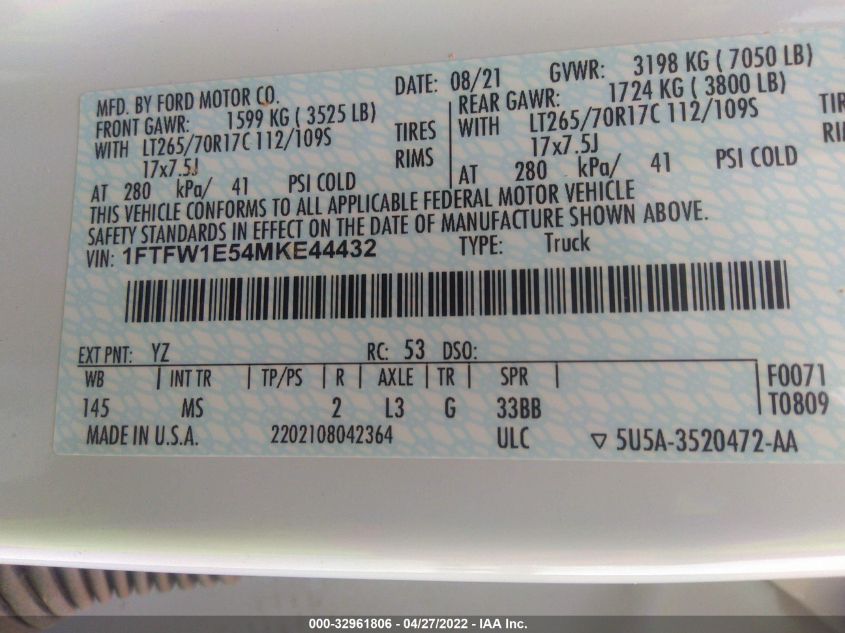 MFD. BY FORD MOTOR CO. DATE: 08/21 GVWR: 3198 KG ( 7050 LB)
FRONT GAWR: 1599 KG ( 3525 LB) REAR GAWR: 1724 KG ( 3800 LB)
WITH LT265/70R17C 112/109S TIRES WITH LT265/70R17C 112/109S
17x7.5J RIMS 17x7.5J
AT 280 kPa/ 41 PSI COLD AT 280 kPa/ 41 PSI COLD
THIS VEHICLE CONFORMS TO ALL APPLICABLE FEDERAL MOTOR VEHICLE
SAFETY STANDARDS IN EFFECT ON THE DATE OF MANUFACTURE SHOWN ABOVE.
VIN: 1FTFW1E54MKE44432 TYPE: Truck
EXT PNT: YZ RC: 53 DSO:
WB INT TR TP/PS R AXLE TR SPR F0071
145 MS 2 L3 G 33BB T0809
MADE IN U.S.A. 2202108042364 ULC ▽ 5U5A-3520472-AA
000-32961806 - 04/27/2022 - IAA Inc.